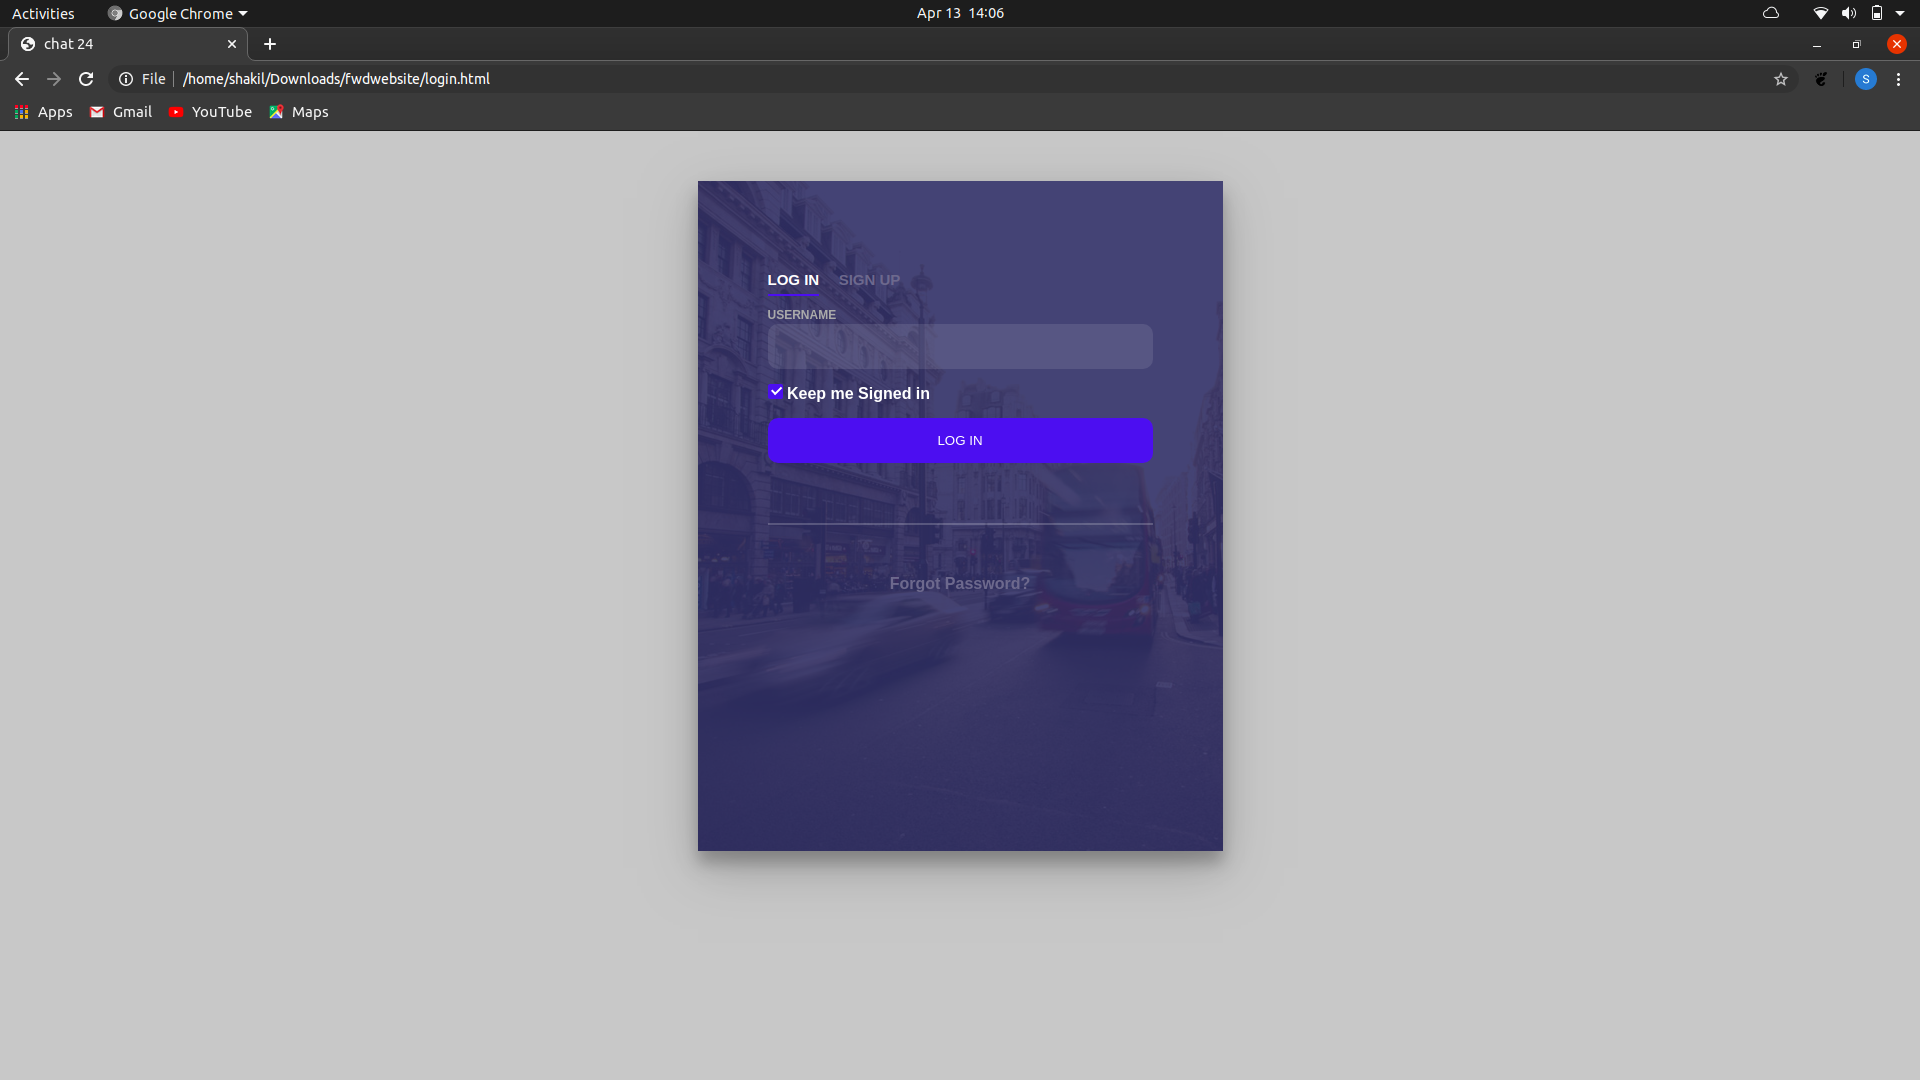 Activities Google Chrome Apr 13 14:06
chat 24
File /home/shakil/Downloads/fwdwebsite/login.html S
Apps Gmail YouTube Maps
LOG IN SIGN UP
USERNAME
Keep me Signed in
LOG IN
Forgot Password?